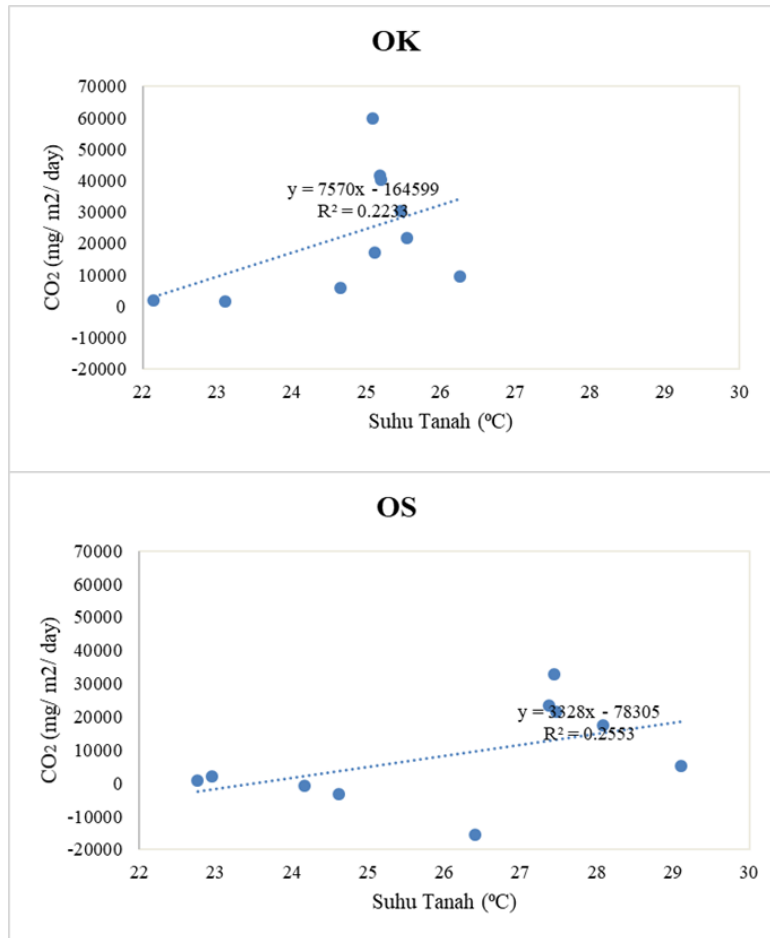 OK
70000
60000
50000
40000
30000
20000
10000
0
-10000
-20000
CO₂ (mg/ m2/ day)
y = 7570x - 164599
R² = 0.2233
22 23 24 25 26 27 28 29 30
Suhu Tanah (ºC)
OS
70000
60000
50000
40000
30000
20000
10000
0
-10000
-20000
CO₂ (mg/ m2/ day)
y = 3328x - 78305
R² = 0.2553
22 23 24 25 26 27 28 29 30
Suhu Tanah (ºC)